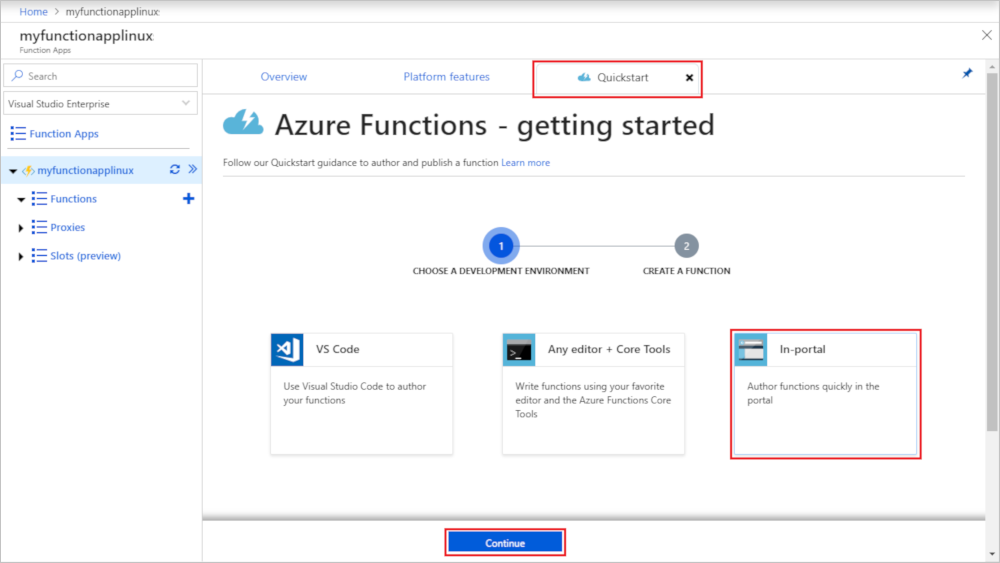 Home > myfunctionapplinux
myfunctionapplinux
Function Apps
Search
Visual Studio Enterprise
Function Apps
myfunctionapplinux
Functions
Proxies
Slots (preview)
Overview
Platform features
Quickstart
Azure Functions - getting started
Follow our Quickstart guidance to author and publish a function Learn more
1
2
CHOOSE A DEVELOPMENT ENVIRONMENT
CREATE A FUNCTION
VS Code
Use Visual Studio Code to author
your functions
Any editor + Core Tools
Write functions using your favorite
editor and the Azure Functions Core
Tools
In-portal
Author functions quickly in the
portal
Continue